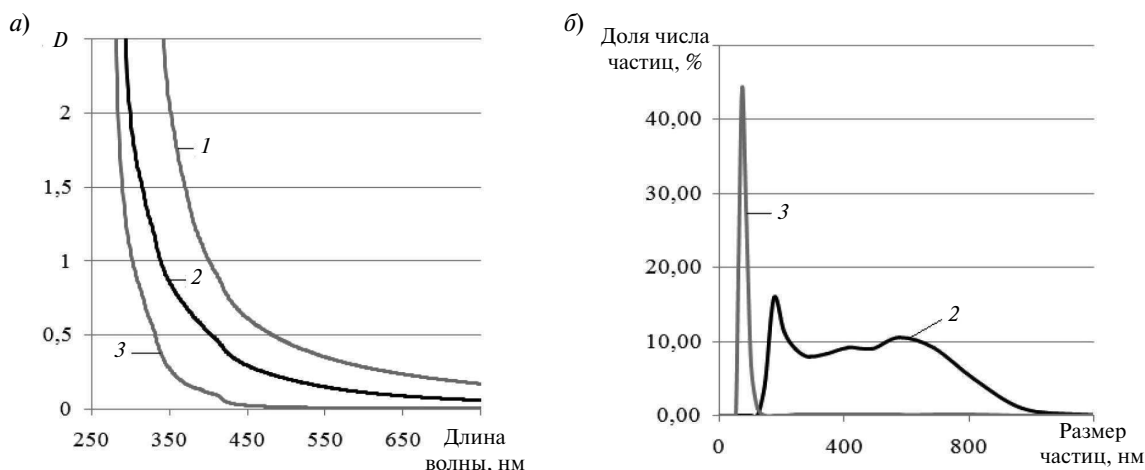 а)
D
2
1,5
1
0,5
0
250 350 450 550 650
Длина
волны, нм
1
2
3
б)
Доля числа
частиц, %
40,00
30,00
20,00
10,00
0,00
0 400 800
Размер
частиц, нм
3
2